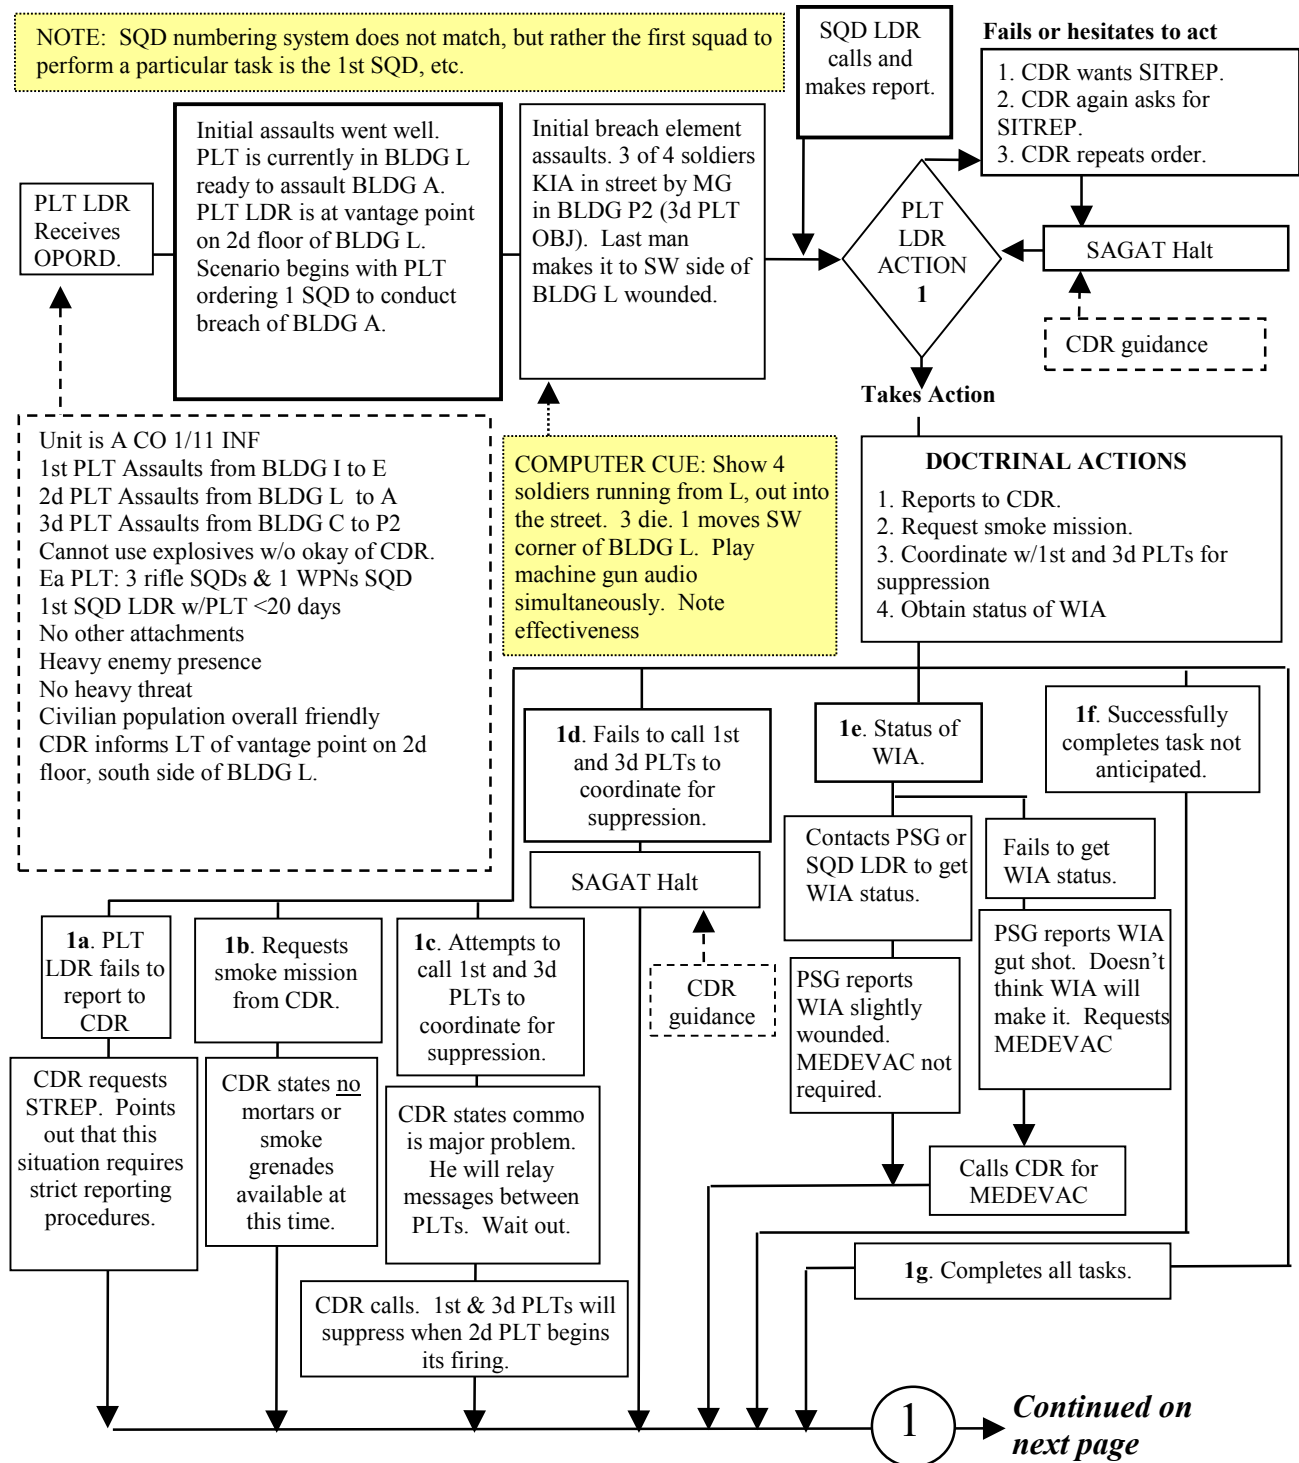 NOTE:  SQD numbering system does not match, but rather the first squad to
perform a particular task is the 1st SQD, etc.
SQD LDR
calls and
makes report.
Fails or hesitates to act
1. CDR wants SITREP.
2. CDR again asks for
SITREP.
3. CDR repeats order.
PLT LDR
Receives
OPORD.
Initial assaults went well.
PLT is currently in BLDG L
ready to assault BLDG A.
PLT LDR is at vantage point
on 2d floor of BLDG L.
Scenario begins with PLT
ordering 1 SQD to conduct
breach of BLDG A.
Initial breach element
assaults. 3 of 4 soldiers
KIA in street by MG
in BLDG P2 (3d PLT
OBJ).  Last man
makes it to SW side of
BLDG L wounded.
PLT
LDR
ACTION
1
SAGAT Halt
CDR guidance
Takes Action
Unit is A CO 1/11 INF
1st PLT Assaults from BLDG I to E
2d PLT Assaults from BLDG L  to A
3d PLT Assaults from BLDG C to P2
Cannot use explosives w/o okay of CDR.
Ea PLT: 3 rifle SQDs & 1 WPNs SQD
1st SQD LDR w/PLT <20 days
No other attachments
Heavy enemy presence
No heavy threat
Civilian population overall friendly
CDR informs LT of vantage point on 2d
floor, south side of BLDG L.
COMPUTER CUE: Show 4
soldiers running from L, out into
the street.  3 die. 1 moves SW
corner of BLDG L.  Play
machine gun audio
simultaneously.  Note
effectiveness
DOCTRINAL ACTIONS
1. Reports to CDR.
2. Request smoke mission.
3. Coordinate w/1st and 3d PLTs for
suppression
4. Obtain status of WIA
1d. Fails to call 1st
and 3d PLTs to
coordinate for
suppression.
SAGAT Halt
CDR
guidance
1e. Status of
WIA.
1f. Successfully
completes task not
anticipated.
Contacts PSG or
SQD LDR to get
WIA status.
Fails to get
WIA status.
PSG reports
WIA slightly
wounded.
MEDEVAC not
required.
PSG reports WIA
gut shot.  Doesn't
think WIA will
make it.  Requests
MEDEVAC
Calls CDR for
MEDEVAC
1a. PLT
LDR fails to
report to
CDR
1b. Requests
smoke mission
from CDR.
1c. Attempts to
call 1st and 3d
PLTs to
coordinate for
suppression.
CDR requests
STREP.  Points
out that this
situation requires
strict reporting
procedures.
CDR states no
mortars or
smoke
grenades
available at
this time.
CDR states commo
is major problem.
He will relay
messages between
PLTs.  Wait out.
CDR calls.  1st & 3d PLTs will
suppress when 2d PLT begins
its firing.
1g. Completes all tasks.
1
Continued on
next page